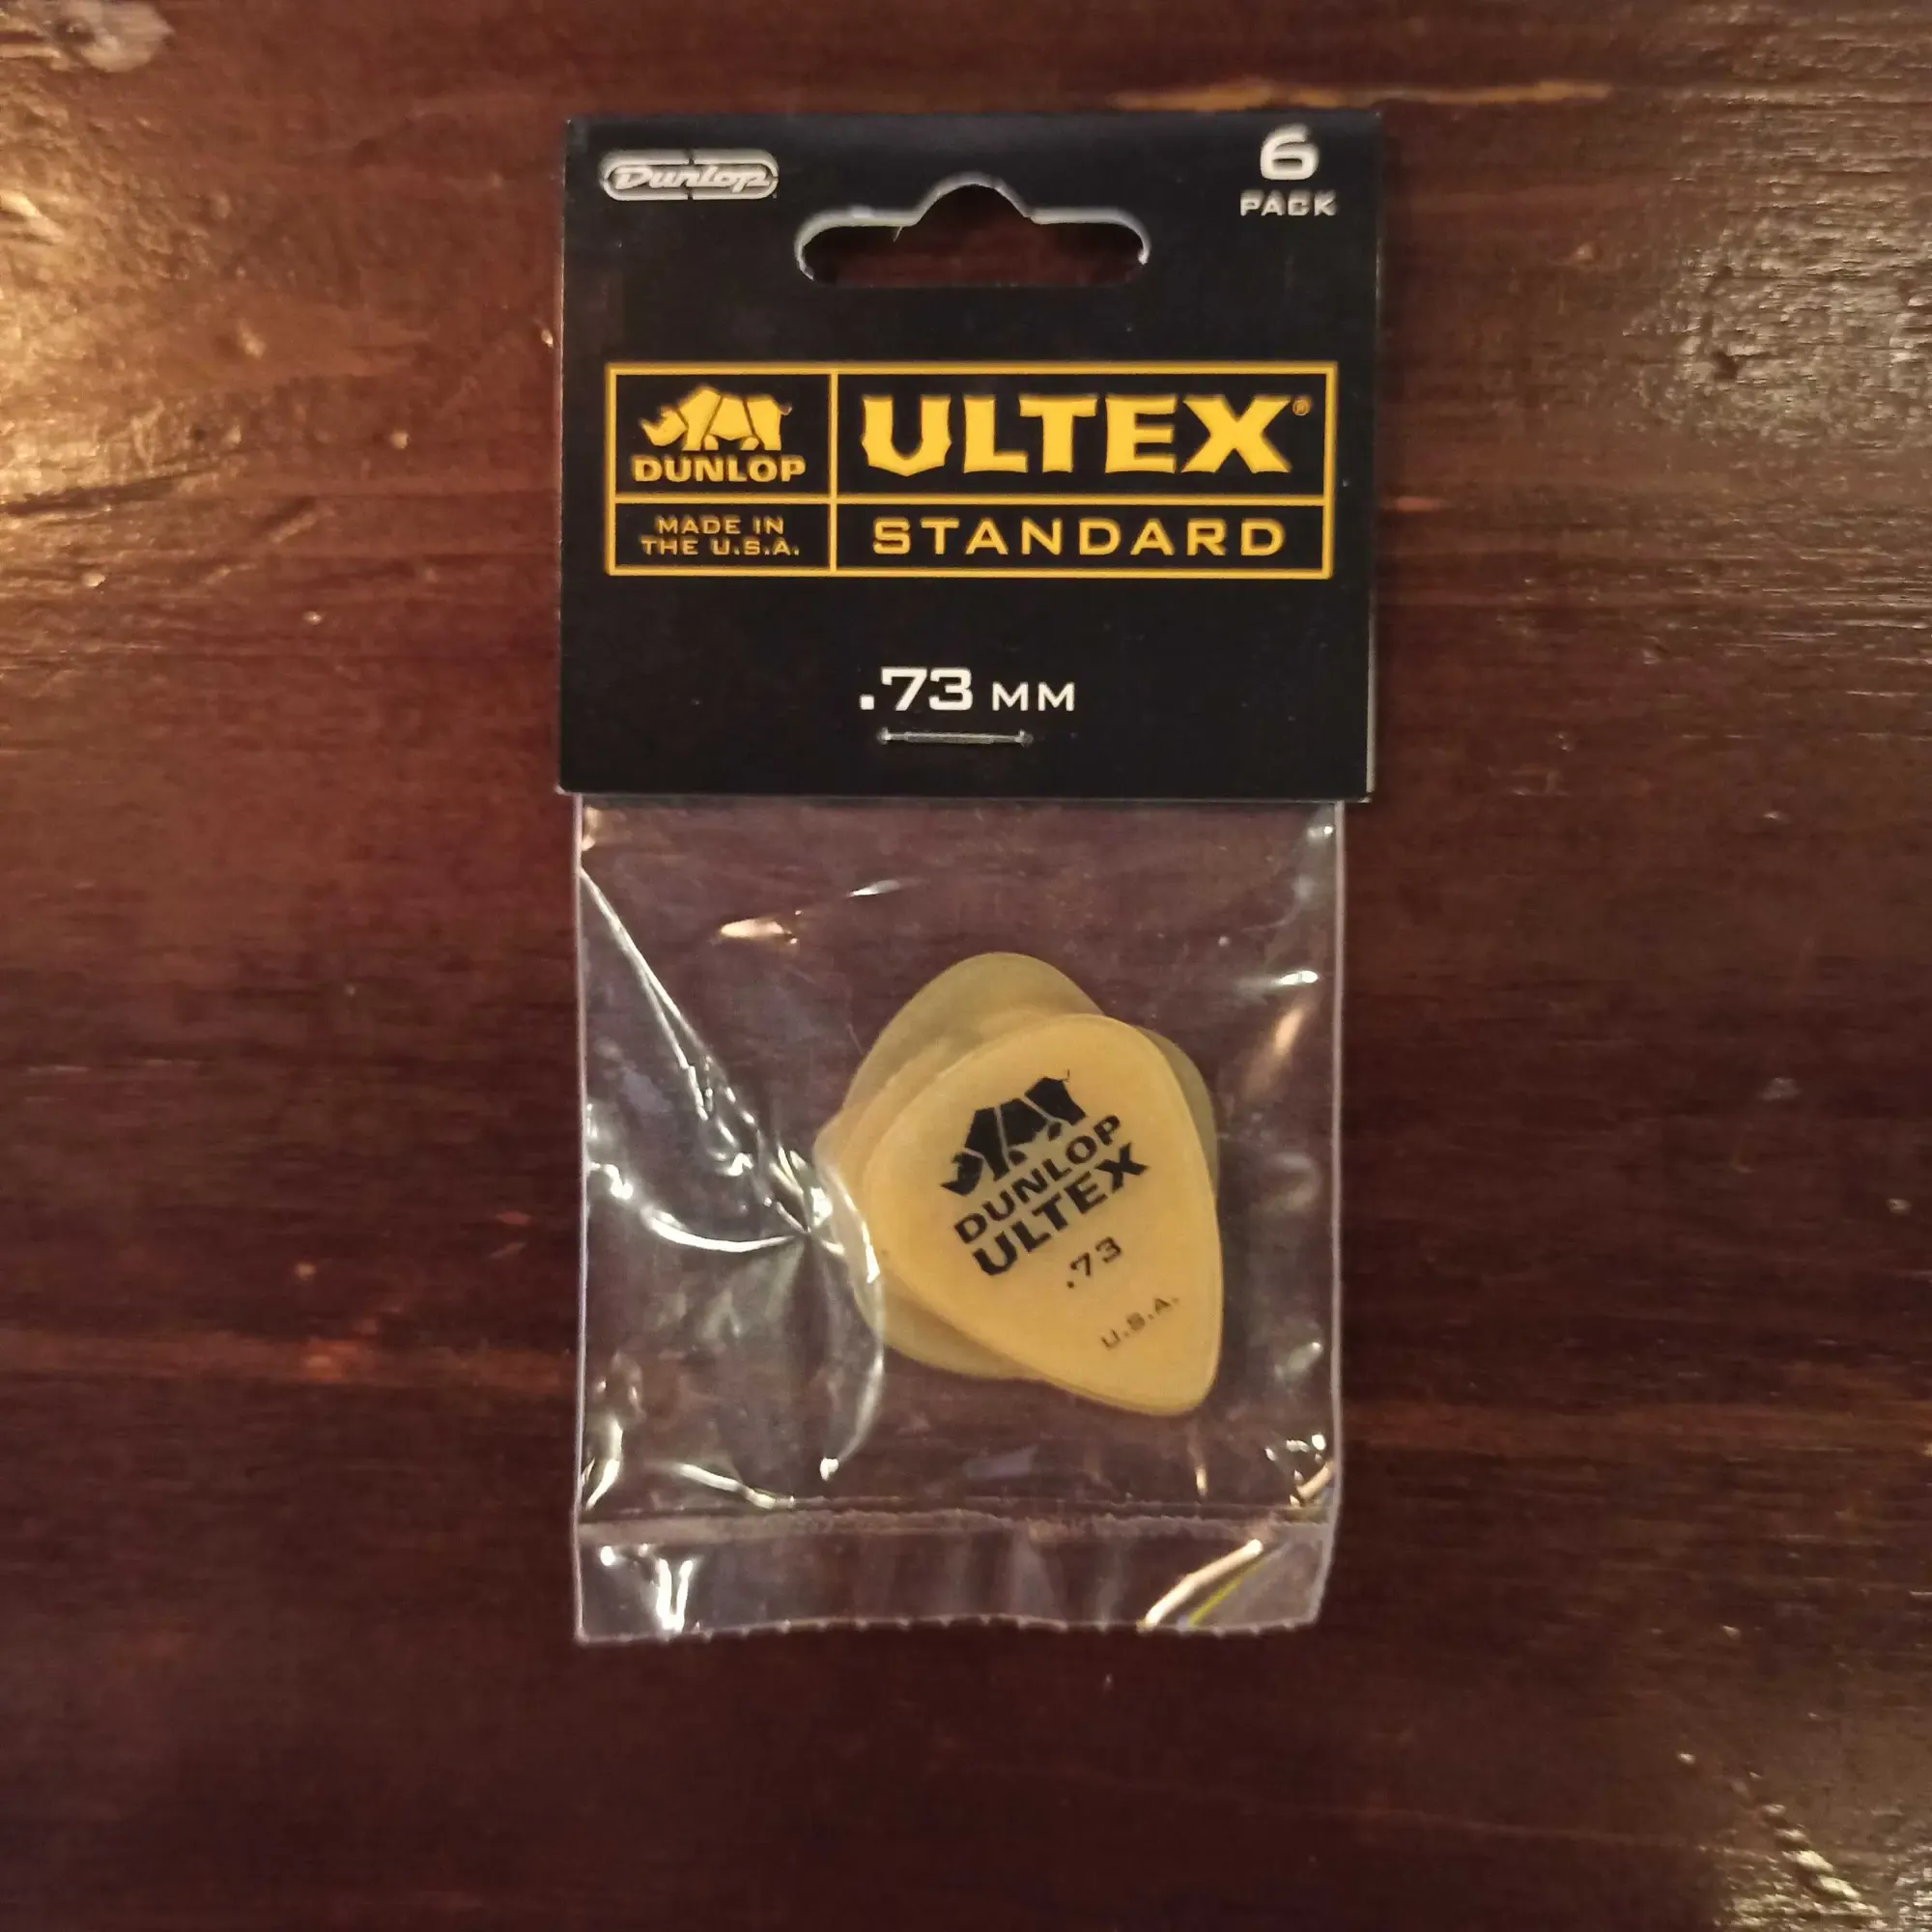 Dunlop
6
PACK
DUNLOP
ULTEX®
MADE IN
THE U.S.A.
STANDARD
.73 MM
DUNLOP
ULTEX
.73
U.S.A.